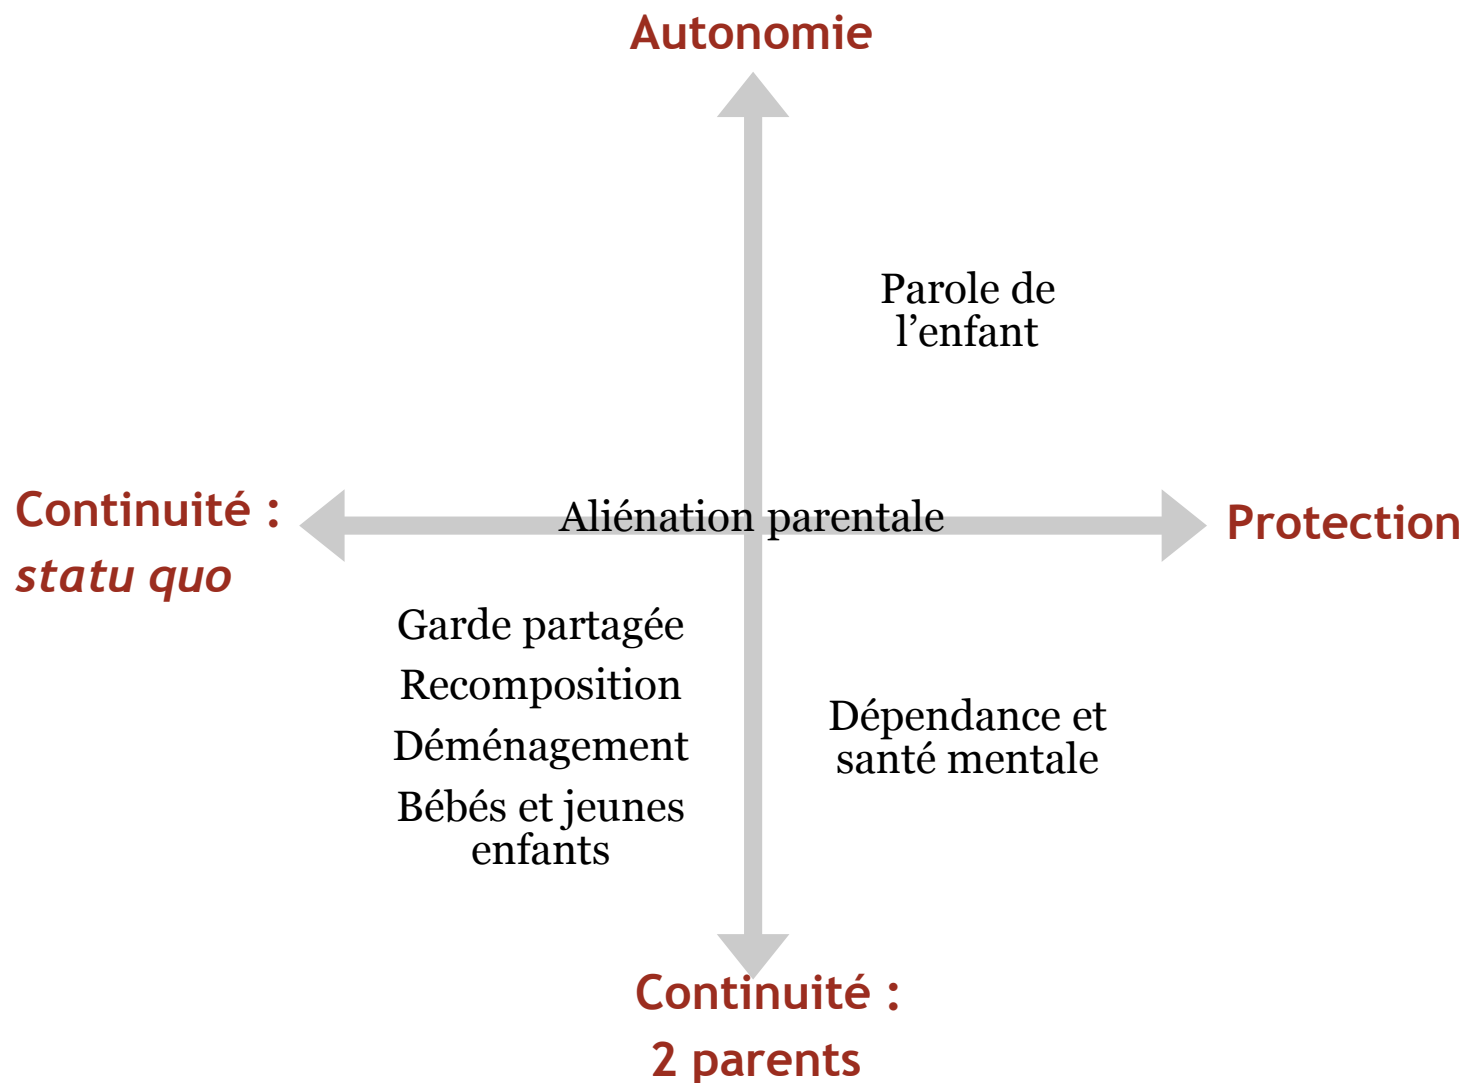 Autonomie
Parole de
l’enfant
Continuité :
statu quo
Aliénation parentale
Protection
Garde partagée
Recomposition
Déménagement
Bébés et jeunes
enfants
Dépendance et
santé mentale
Continuité :
2 parents